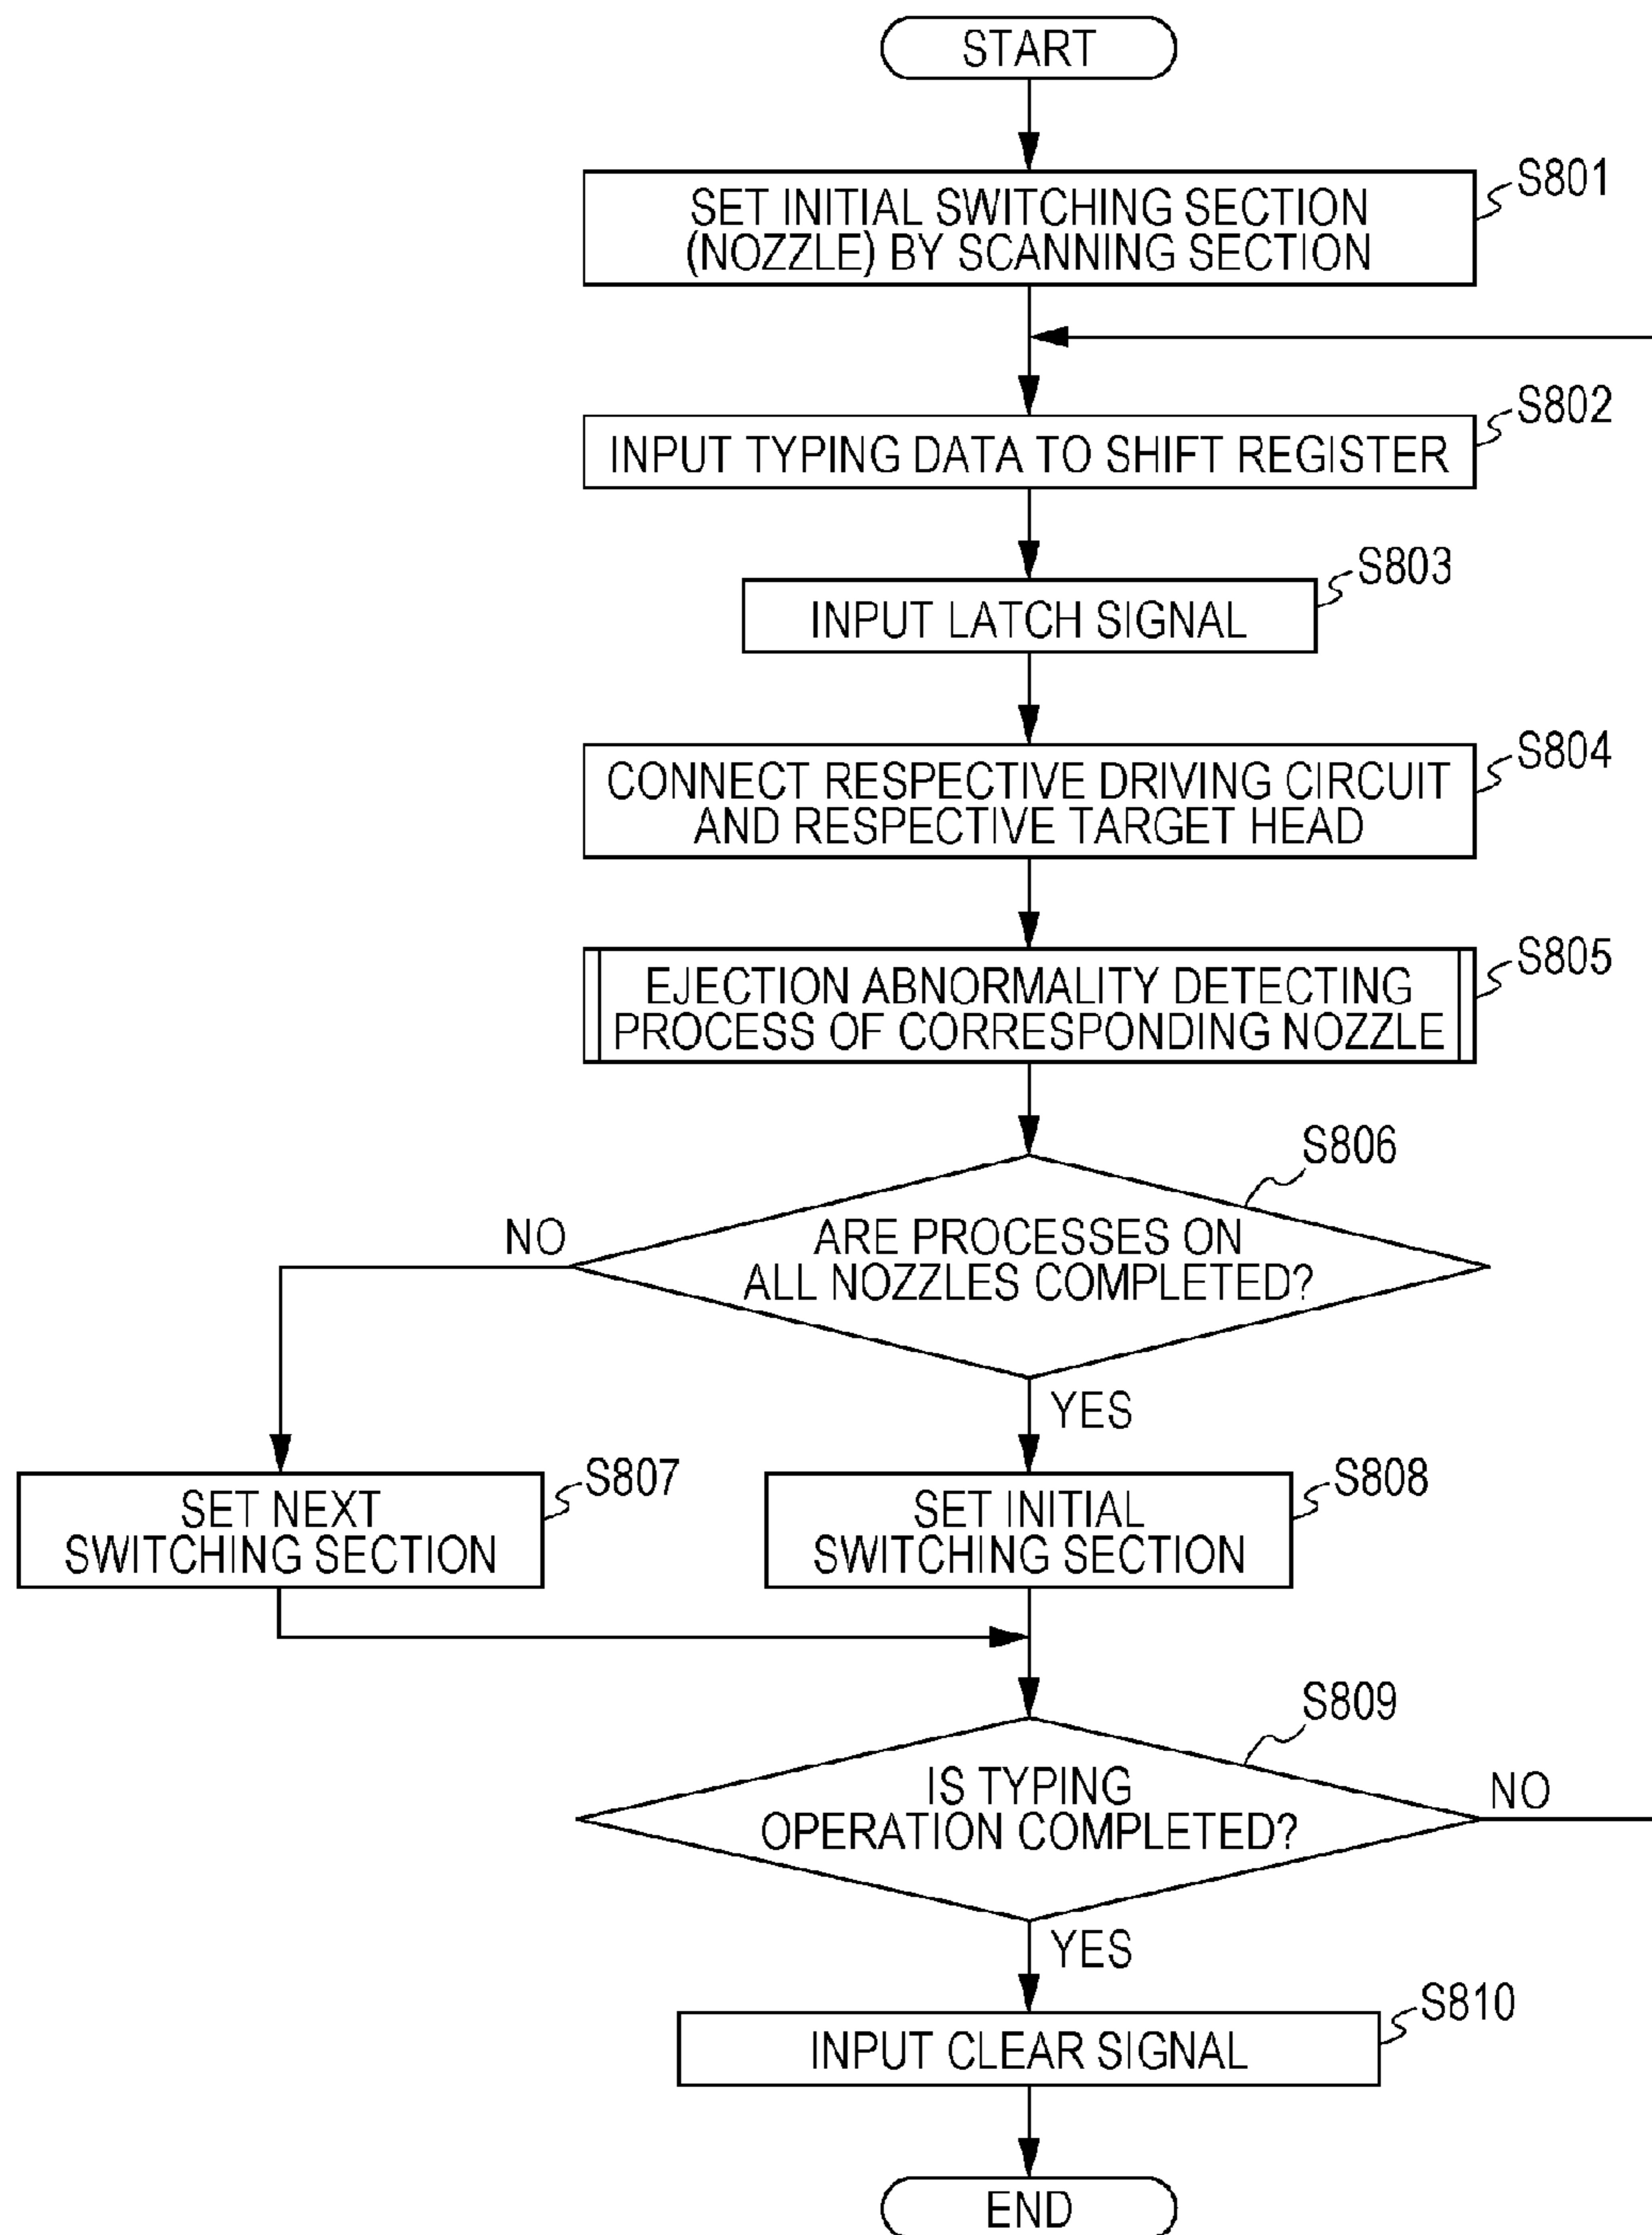 START
S801
SET INITIAL SWITCHING SECTION
(NOZZLE) BY SCANNING SECTION
S802
INPUT TYPING DATA TO SHIFT REGISTER
S803
INPUT LATCH SIGNAL
S804
CONNECT RESPECTIVE DRIVING CIRCUIT
AND RESPECTIVE TARGET HEAD
S805
EJECTION ABNORMALITY DETECTING
PROCESS OF CORRESPONDING NOZZLE
S806
NO
ARE PROCESSES ON
ALL NOZZLES COMPLETED?
YES
S807
SET NEXT
SWITCHING SECTION
S808
SET INITIAL
SWITCHING SECTION
S809
IS TYPING
OPERATION COMPLETED?
NO
YES
S810
INPUT CLEAR SIGNAL
END